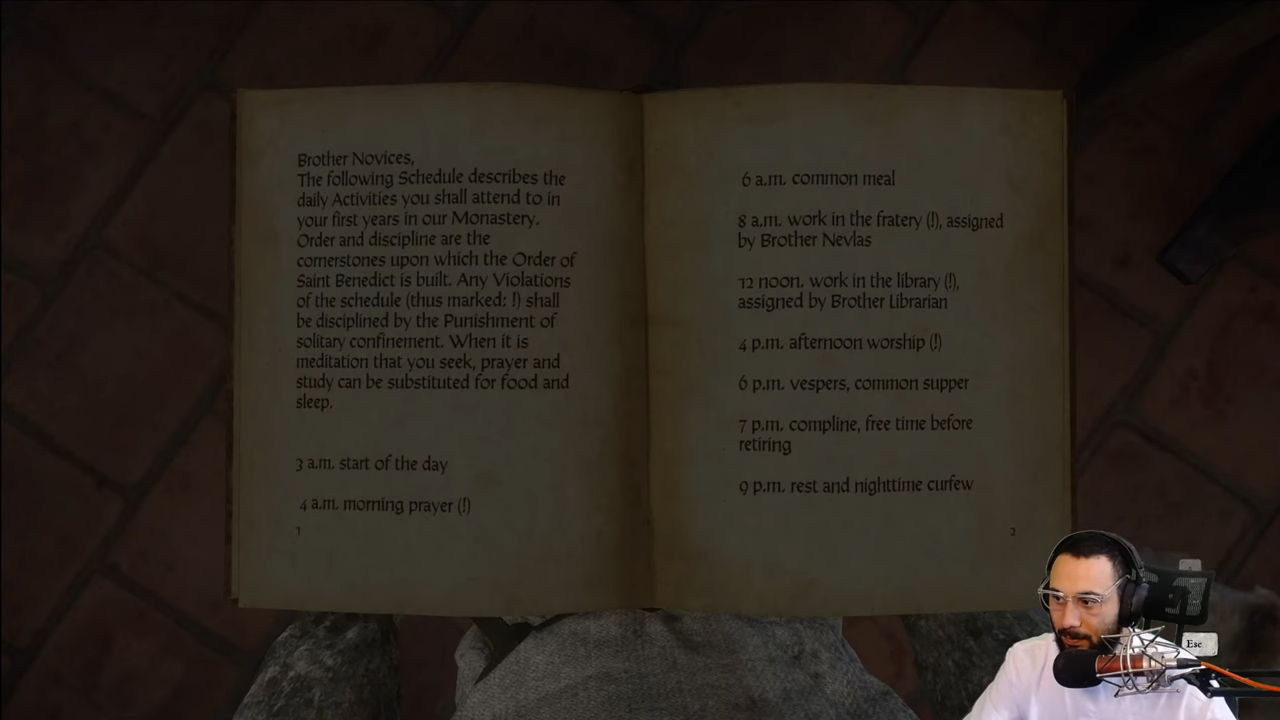 Brother Novices,
The following Schedule describes the
daily Activities you shall attend to in
your first years in our Monastery.
Order and discipline are the
cornerstones upon which the Order of
Saint Benedict is built. Any Violations
of the schedule (thus marked: !) shall
be disciplined by the Punishment of
solitary confinement. When it is
meditation that you seek, prayer and
study can be substituted for food and
sleep.
3 a.m. start of the day
4 a.m. morning prayer (!)
1
6 a.m. common meal
8 a.m. work in the fratery (!), assigned
by Brother Nevlas
12 noon. work in the library (!),
assigned by Brother Librarian
4 p.m. afternoon worship (!)
6 p.m. vespers, common supper
7 p.m. compline, free time before
retiring
9 p.m. rest and nighttime curfew
2
Esc